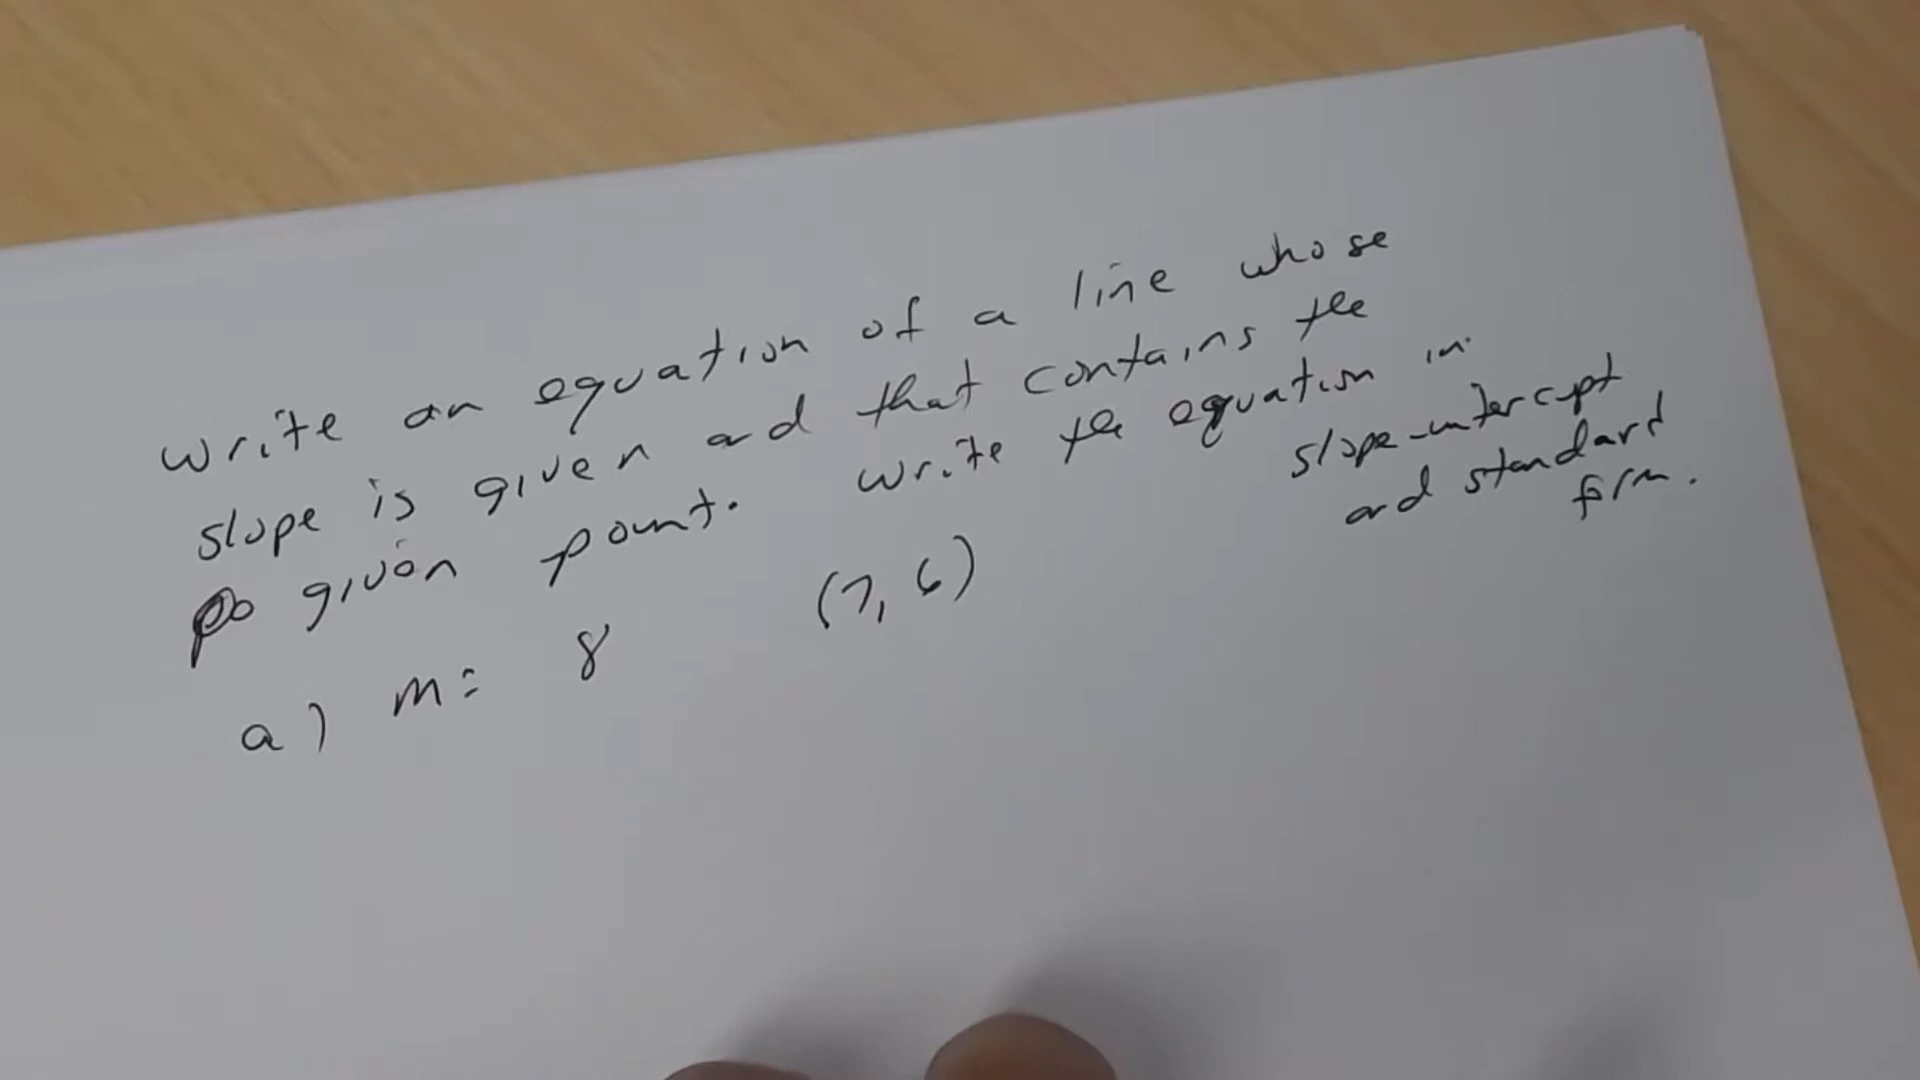 write an equation of a line whose
slope is given and that contains the
given point. write the equation in
slope-intercept
and standard
form.
a) m = 8 (7, 6)